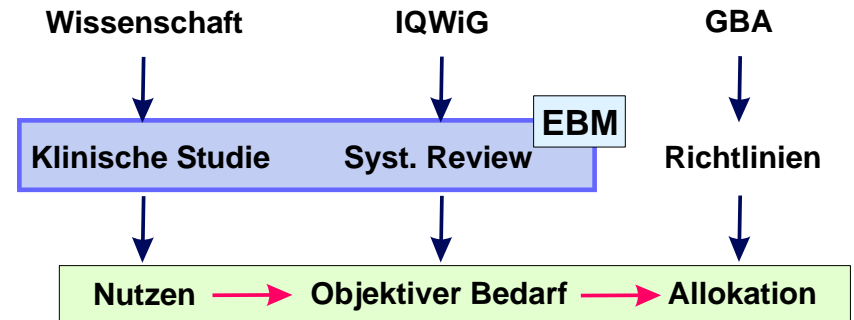 Wissenschaft IQWiG GBA
EBM
Klinische Studie Syst. Review Richtlinien
Nutzen Objektiver Bedarf Allokation